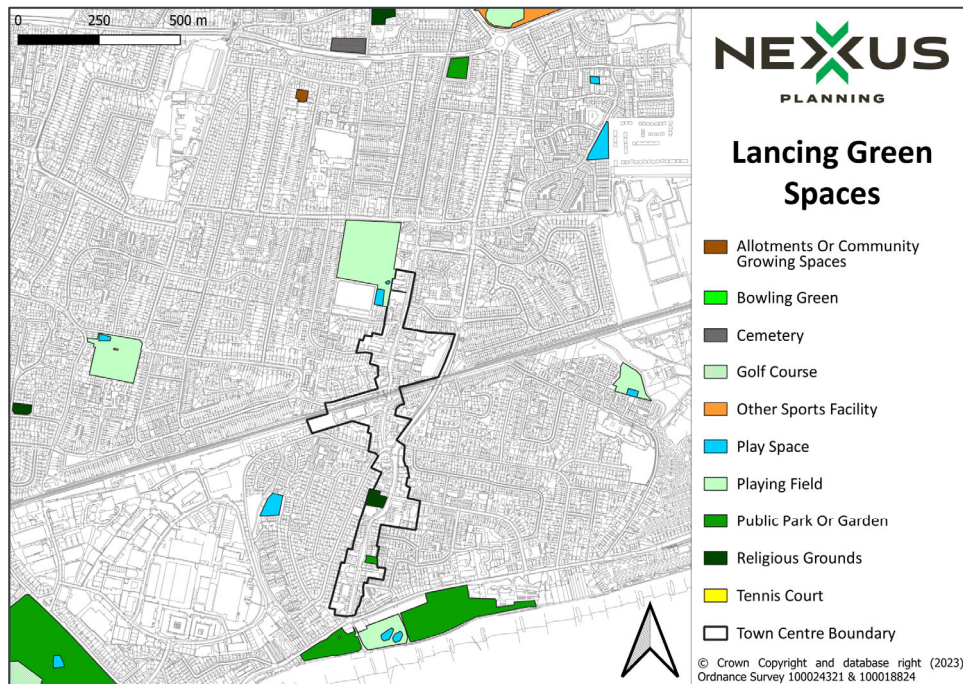 0 250 500 m
NEXUS
PLANNING
Lancing Green
Spaces
Allotments Or Community
Growing Spaces
Bowling Green
Cemetery
Golf Course
Other Sports Facility
Play Space
Playing Field
Public Park Or Garden
Religious Grounds
Tennis Court
Town Centre Boundary
© Crown Copyright and database right (2023)
Ordnance Survey 100024321 & 100018824